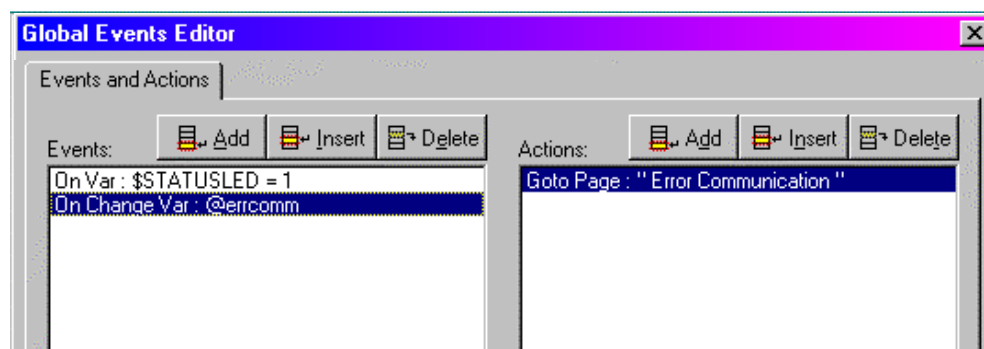 Global Events Editor
Events and Actions
Events: Add Insert Delete
Actions: Add Insert Delete
On Var : $STATUSLED = 1
On Change Var : @errcomm
Goto Page : " Error Communication "